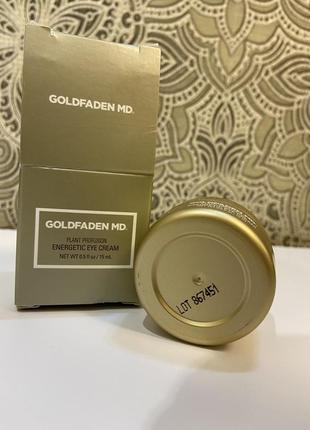 GOLDFADEN MD.
GOLDFADEN MD.
PLANT PROFUSION
ENERGETIC EYE CREAM
NET WT 0.5 fl oz / 15 mL
LOT 867451